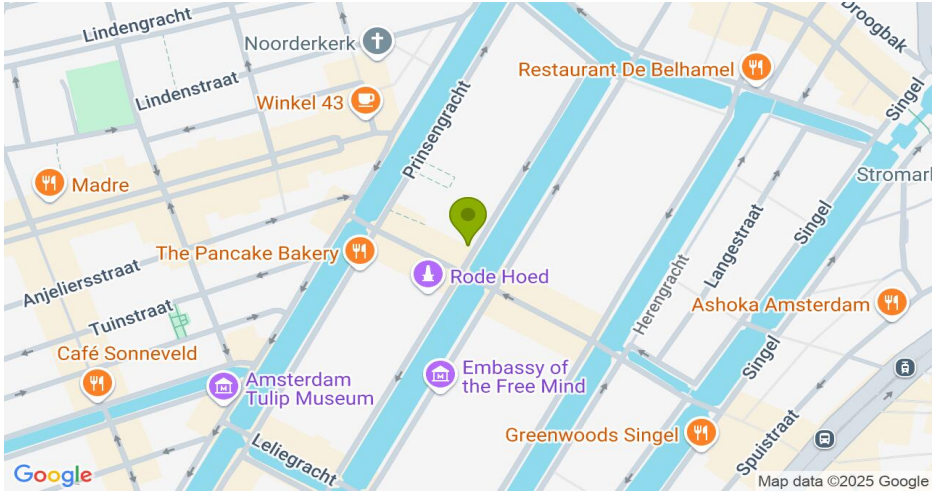 Lindengracht
Noorderkerk
Droogbak
Restaurant De Belhamel
Lindenstraat
Winkel 43
Singel
Prinsengracht
Madre
Stromark
The Pancake Bakery
Singel
Langestraat
Anjeliersstraat
Rode Hoed
Herengracht
Ashoka Amsterdam
Tuinstraat
Café Sonneveld
Singel
Embassy of
the Free Mind
Amsterdam
Tulip Museum
Greenwoods Singel
Spuistraat
Leliegracht
Google
Map data ©2025 Google